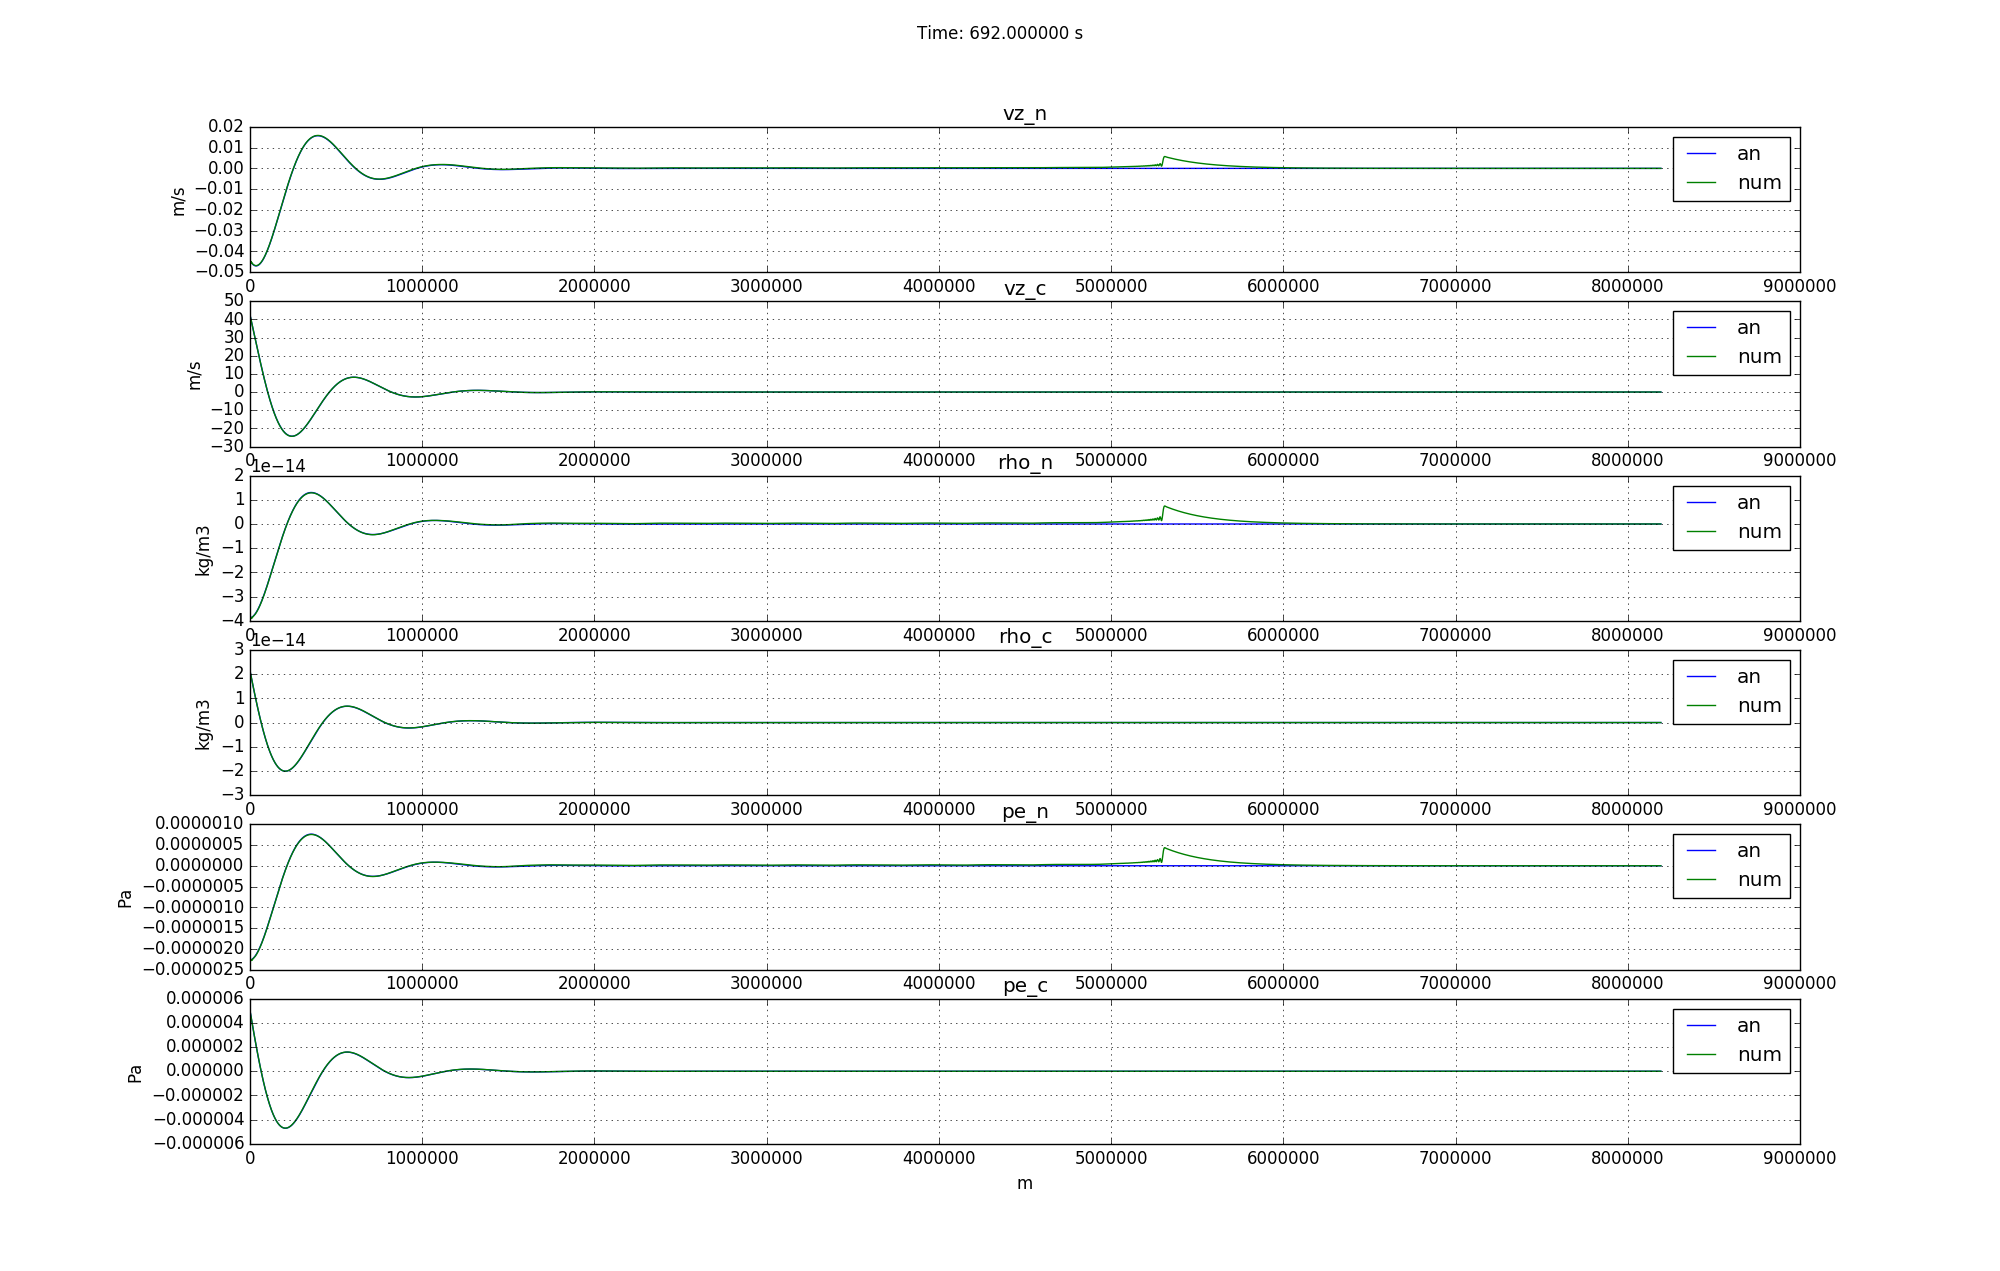 Time: 692.000000 s
vz_n
0.02
0.01
0.00
−0.01
−0.02
−0.03
−0.04
−0.05
m/s
an
num
0 1000000 2000000 3000000 4000000 5000000 6000000 7000000 8000000 9000000
vz_c
50
40
30
20
10
0
−10
−20
−30
m/s
an
num
0 1000000 2000000 3000000 4000000 5000000 6000000 7000000 8000000 9000000
1e−14
rho_n
2
1
0
−1
−2
−3
−4
kg/m3
an
num
0 1000000 2000000 3000000 4000000 5000000 6000000 7000000 8000000 9000000
1e−14
rho_c
3
2
1
0
−1
−2
−3
kg/m3
an
num
0 1000000 2000000 3000000 4000000 5000000 6000000 7000000 8000000 9000000
pe_n
0.0000010
0.0000005
0.0000000
−0.0000005
−0.0000010
−0.0000015
−0.0000020
−0.0000025
Pa
an
num
0 1000000 2000000 3000000 4000000 5000000 6000000 7000000 8000000 9000000
pe_c
0.000006
0.000004
0.000002
0.000000
−0.000002
−0.000004
−0.000006
Pa
an
num
0 1000000 2000000 3000000 4000000 5000000 6000000 7000000 8000000 9000000
m